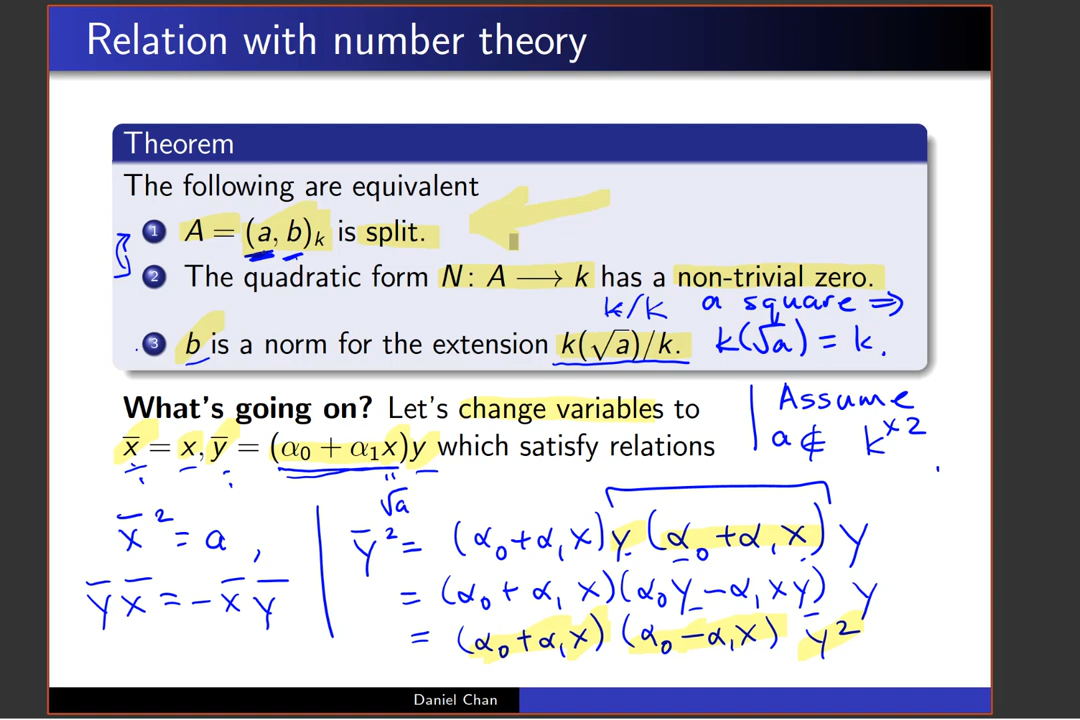 Relation with number theory
Theorem
The following are equivalent
1 A = (a, b)ₖ is split.
2 The quadratic form N : A ⟶ k has a non-trivial zero.
k/k a square ⇒
3 b is a norm for the extension k(√a)/k. k(√a) = k.
What's going on? Let's change variables to
x̅ = x, y̅ = (α₀ + α₁x)y which satisfy relations
Assume
a ∉ k^×2
"
√a
x̅² = a,
y̅ x̅ = − x̅ y̅
y̅² = (α₀+α₁x) y (α₀+α₁x) y
= (α₀+α₁x)(α₀y − α₁xy) y
= (α₀+α₁x) (α₀−α₁x) y²
Daniel Chan